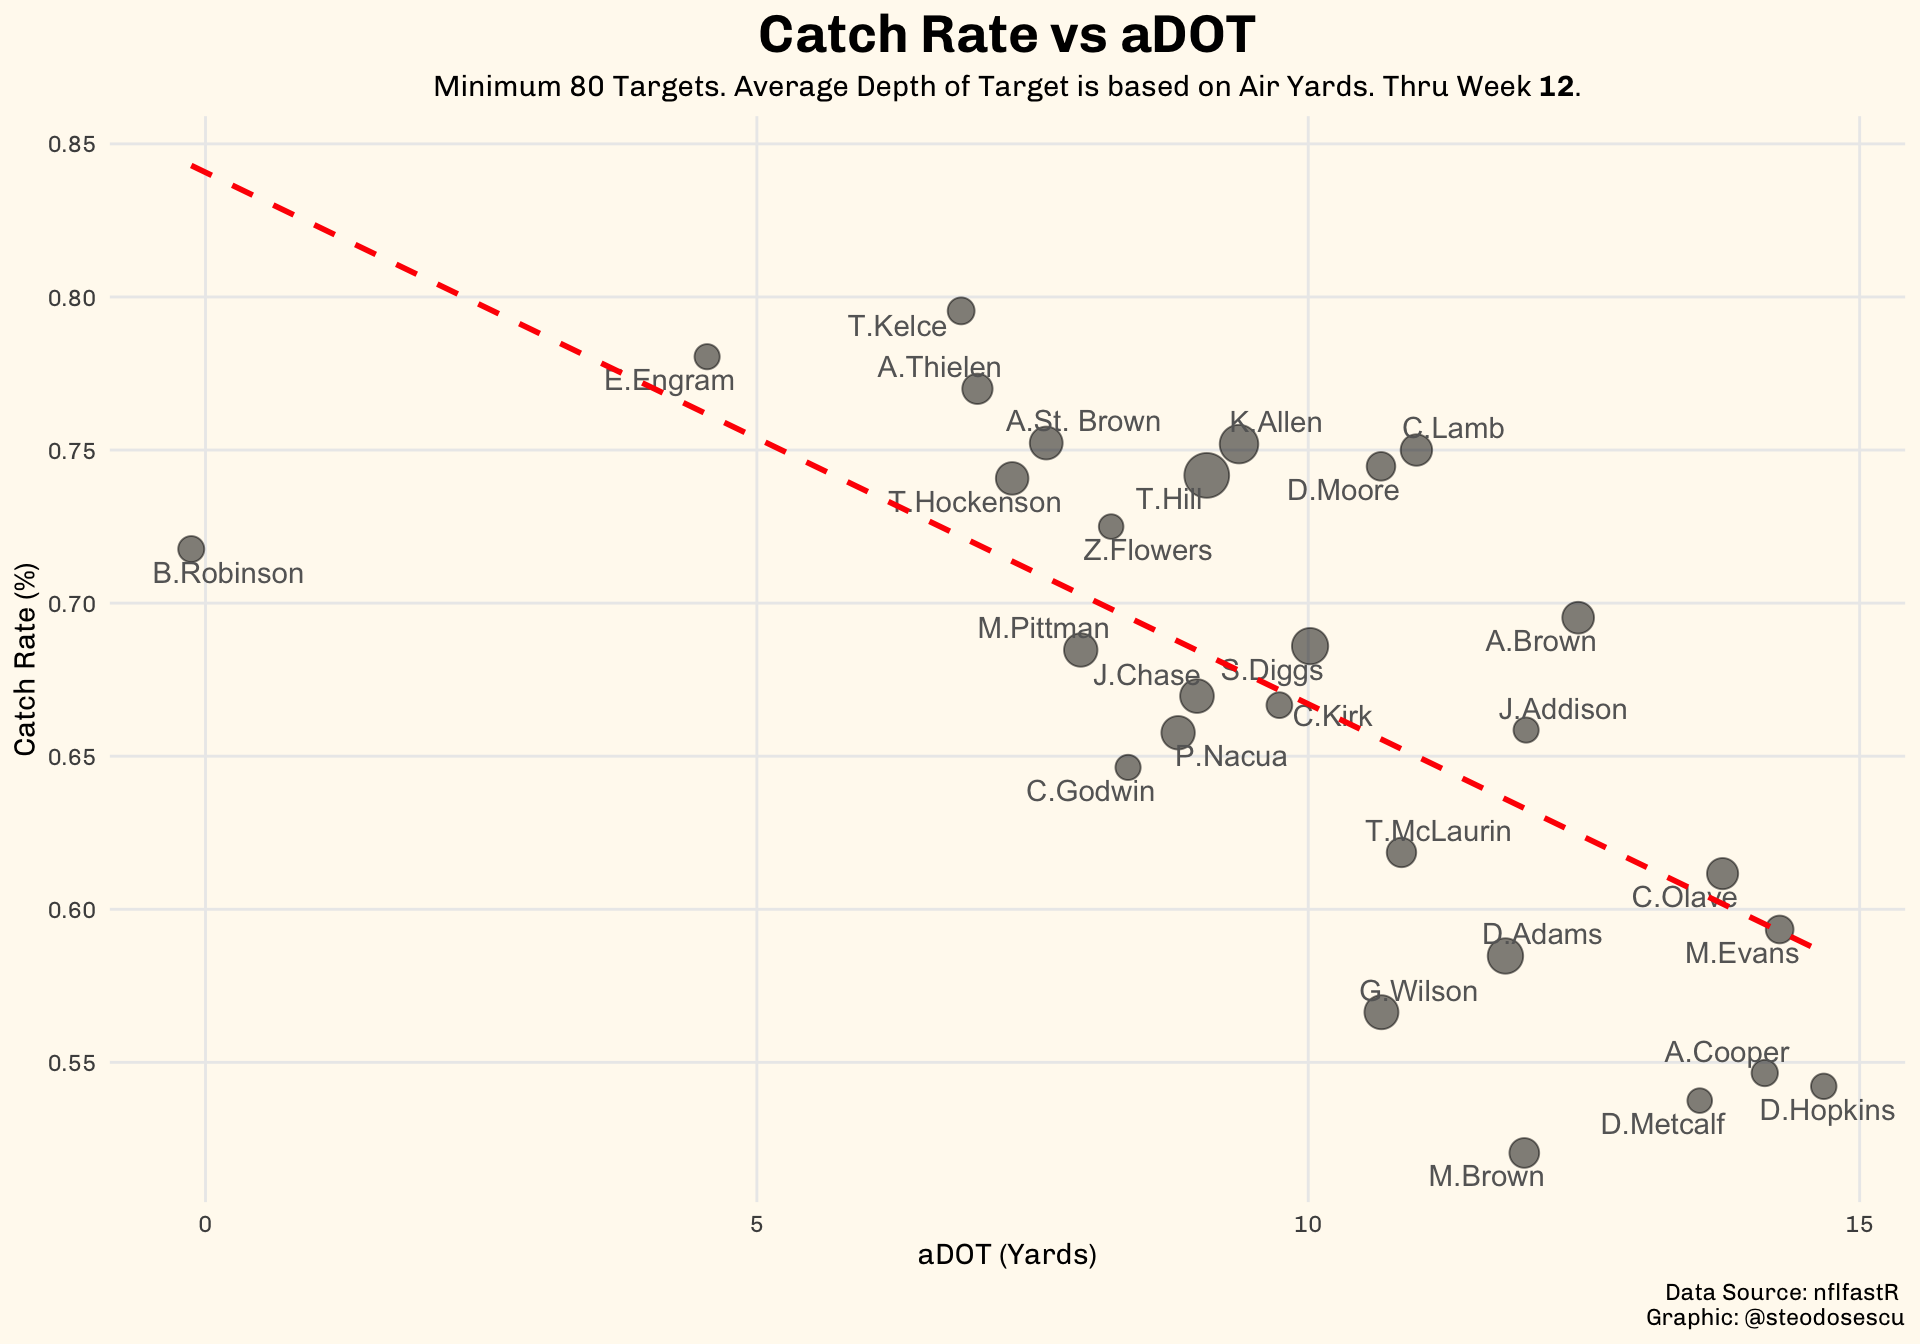 Catch Rate vs aDOT
Minimum 80 Targets. Average Depth of Target is based on Air Yards. Thru Week 12.
0.85
0.80
T.Kelce
A.Thielen
E.Engram
A.St. Brown
K.Allen
C.Lamb
0.75
D.Moore
T.Hill
T.Hockenson
Z.Flowers
B.Robinson
Catch Rate (%)
0.70
M.Pittman
A.Brown
S.Diggs
J.Chase
J.Addison
C.Kirk
P.Nacua
0.65
C.Godwin
T.McLaurin
C.Olave
0.60
D.Adams
M.Evans
G.Wilson
A.Cooper
0.55
D.Hopkins
D.Metcalf
M.Brown
0
5
10
15
aDOT (Yards)
Data Source: nflfastR
Graphic: @steodosescu